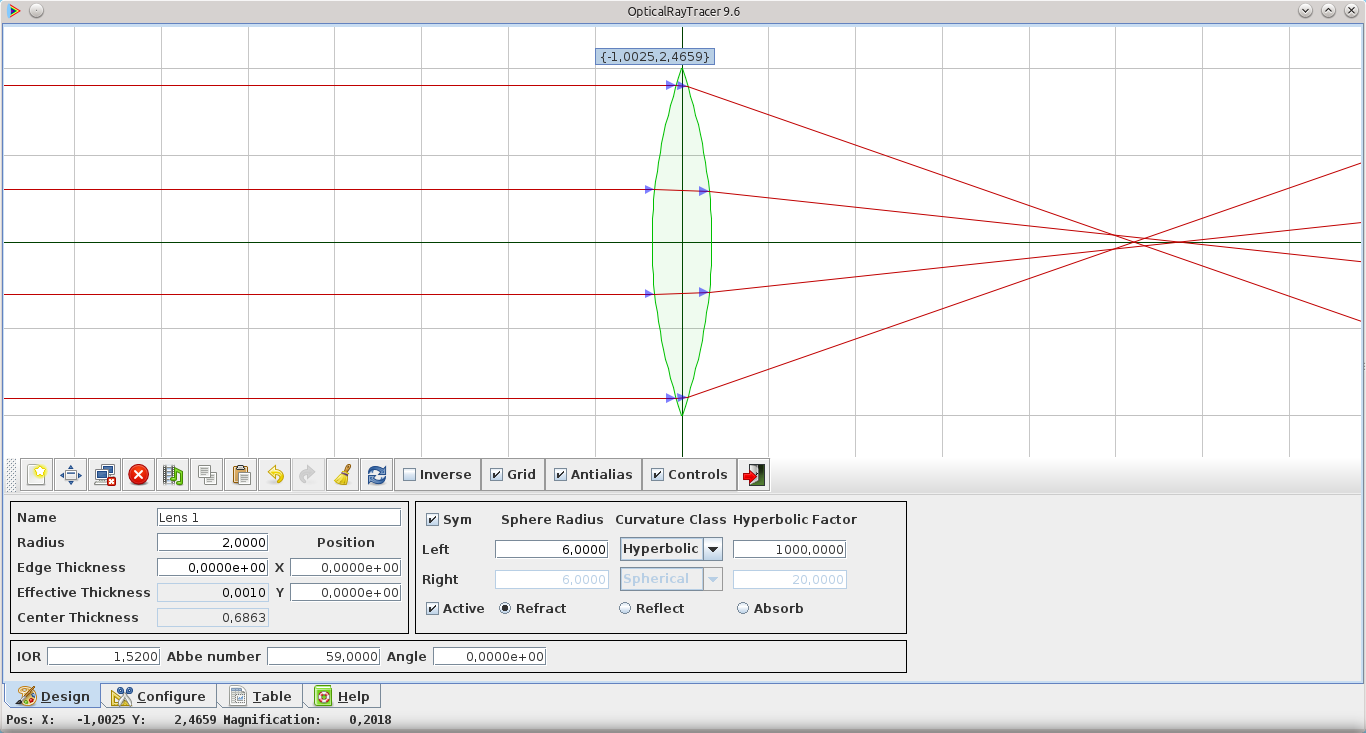 OpticalRayTracer 9.6
{-1,0025,2,4659}
Inverse Grid Antialias Controls
Name Lens 1
Radius 2,0000 Position
Edge Thickness 0,0000e+00 X 0,0000e+00
Effective Thickness 0,0010 Y 0,0000e+00
Center Thickness 0,6863
Sym Sphere Radius Curvature Class Hyperbolic Factor
Left 6,0000 Hyperbolic 1000,0000
Right 6,0000 Spherical 20,0000
Active Refract Reflect Absorb
IOR 1,5200 Abbe number 59,0000 Angle 0,0000e+00
Design Configure Table Help
Pos: X: -1,0025 Y: 2,4659 Magnification: 0,2018